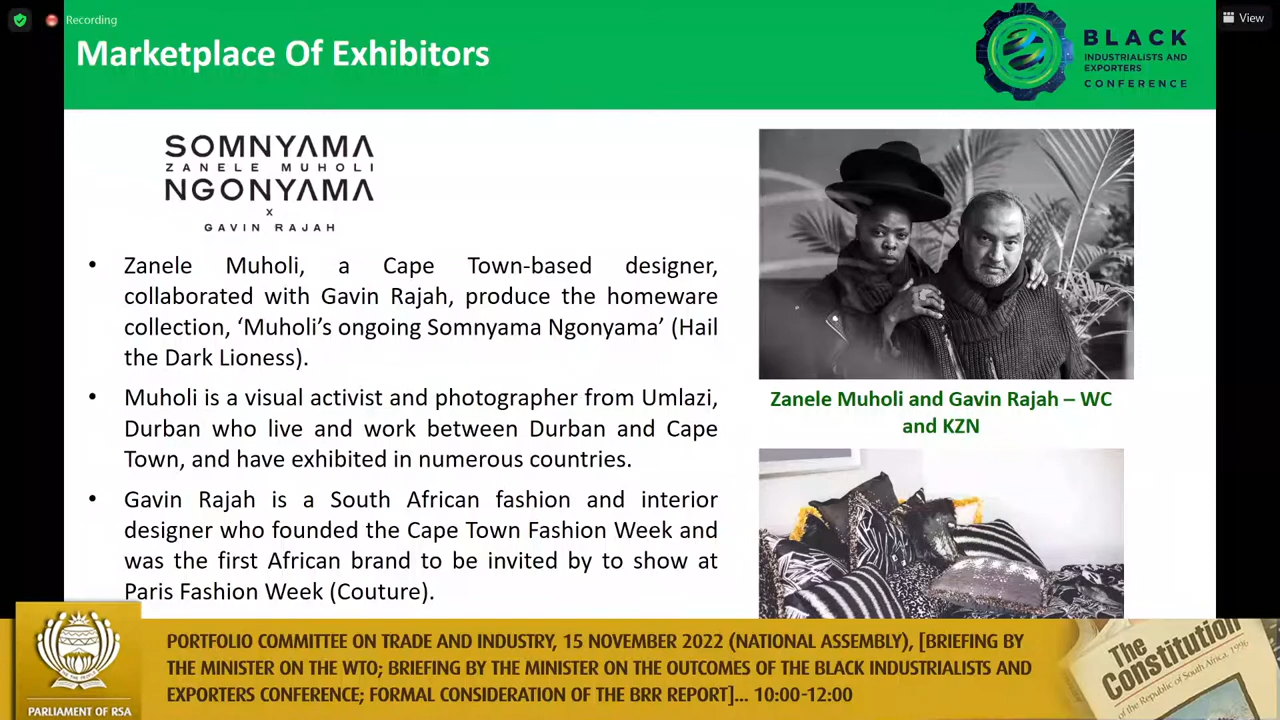 Recording
View
Marketplace Of Exhibitors
BLACK
INDUSTRIALISTS AND
EXPORTERS
CONFERENCE
SOMNYAMA
ZANELE MUHOLI
NGONYAMA
x
GAVIN RAJAH
• Zanele Muholi, a Cape Town-based designer,
collaborated with Gavin Rajah, produce the homeware
collection, ‘Muholi’s ongoing Somnyama Ngonyama’ (Hail
the Dark Lioness).
• Muholi is a visual activist and photographer from Umlazi,
Durban who live and work between Durban and Cape
Town, and have exhibited in numerous countries.
• Gavin Rajah is a South African fashion and interior
designer who founded the Cape Town Fashion Week and
was the first African brand to be invited by to show at
Paris Fashion Week (Couture).
Zanele Muholi and Gavin Rajah – WC
and KZN
PORTFOLIO COMMITTEE ON TRADE AND INDUSTRY, 15 NOVEMBER 2022 (NATIONAL ASSEMBLY), [BRIEFING BY
THE MINISTER ON THE WTO; BRIEFING BY THE MINISTER ON THE OUTCOMES OF THE BLACK INDUSTRIALISTS AND
EXPORTERS CONFERENCE; FORMAL CONSIDERATION OF THE BRR REPORT]... 10:00-12:00
PARLIAMENT OF RSA
The
Constitution
of the Republic of South Africa, 1996